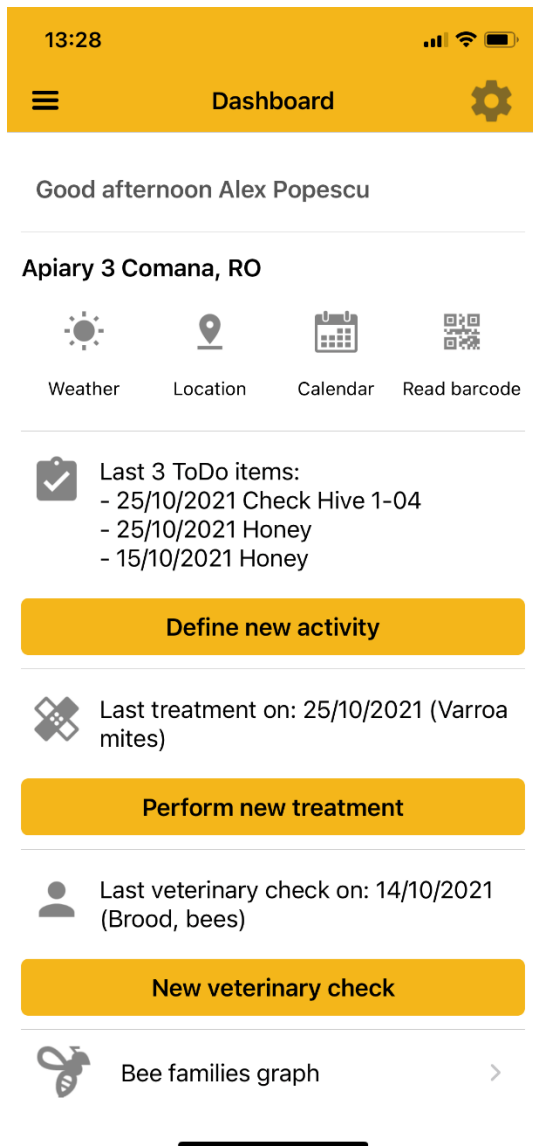 13:28
Dashboard
Good afternoon Alex Popescu
Apiary 3 Comana, RO
Weather Location Calendar Read barcode
Last 3 ToDo items:
- 25/10/2021 Check Hive 1-04
- 25/10/2021 Honey
- 15/10/2021 Honey
Define new activity
Last treatment on: 25/10/2021 (Varroa
mites)
Perform new treatment
Last veterinary check on: 14/10/2021
(Brood, bees)
New veterinary check
Bee families graph